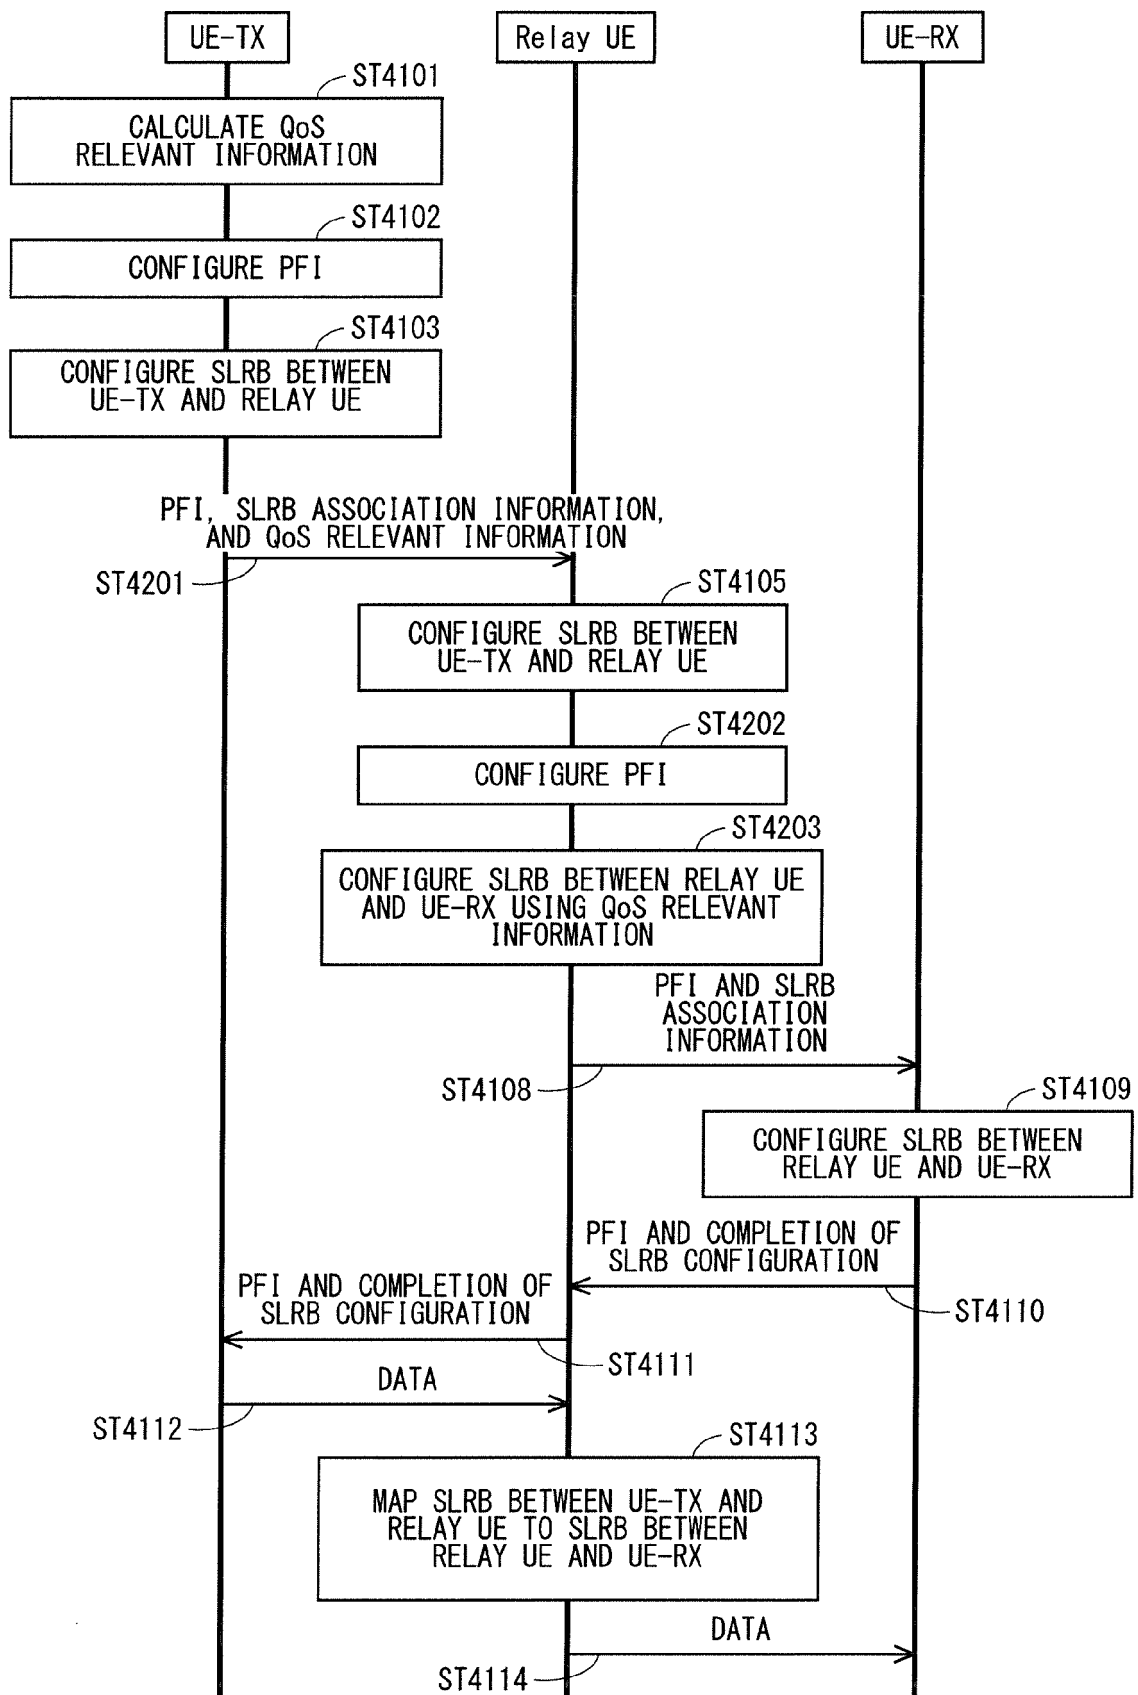 UE-TX
Relay UE
UE-RX
ST4101
CALCULATE QoS
RELEVANT INFORMATION
ST4102
CONFIGURE PFI
ST4103
CONFIGURE SLRB BETWEEN
UE-TX AND RELAY UE
PFI, SLRB ASSOCIATION INFORMATION,
AND QoS RELEVANT INFORMATION
ST4201
ST4105
CONFIGURE SLRB BETWEEN
UE-TX AND RELAY UE
ST4202
CONFIGURE PFI
ST4203
CONFIGURE SLRB BETWEEN RELAY UE
AND UE-RX USING QoS RELEVANT
INFORMATION
PFI AND SLRB
ASSOCIATION
INFORMATION
ST4108
ST4109
CONFIGURE SLRB BETWEEN
RELAY UE AND UE-RX
PFI AND COMPLETION OF
SLRB CONFIGURATION
ST4110
PFI AND COMPLETION OF
SLRB CONFIGURATION
ST4111
DATA
ST4112
ST4113
MAP SLRB BETWEEN UE-TX AND
RELAY UE TO SLRB BETWEEN
RELAY UE AND UE-RX
DATA
ST4114